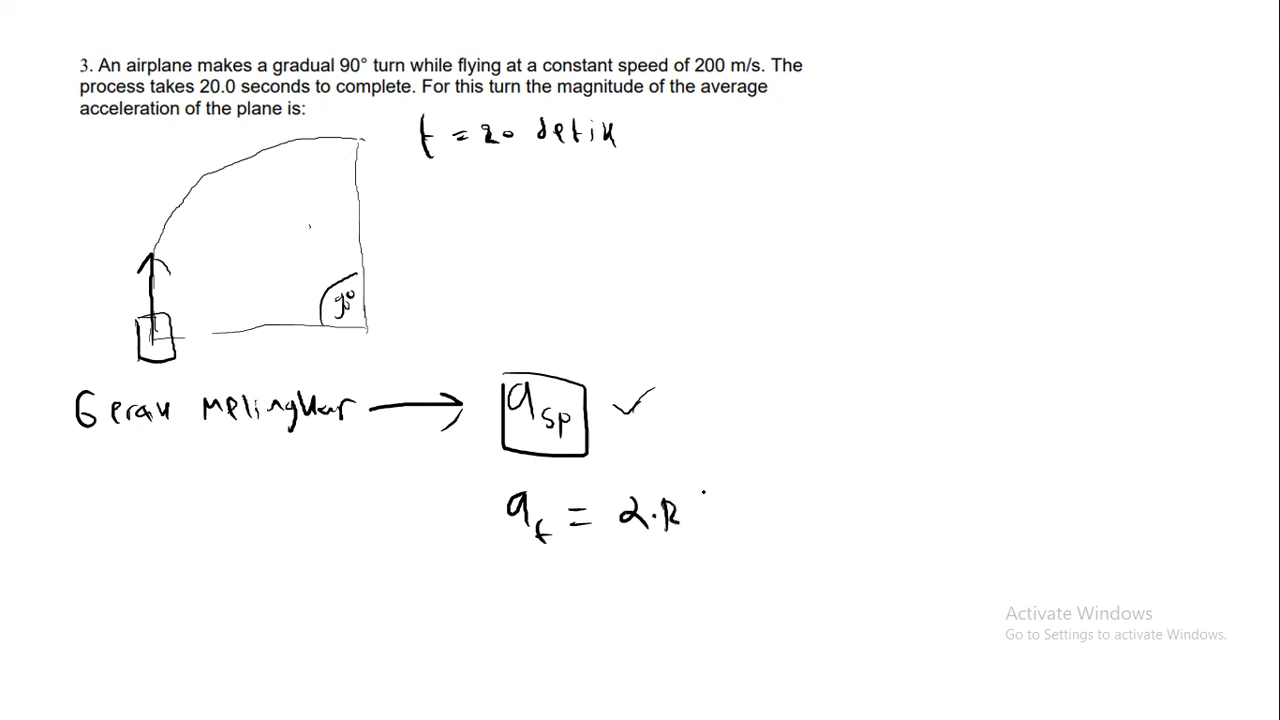 3. An airplane makes a gradual 90° turn while flying at a constant speed of 200 m/s. The
process takes 20.0 seconds to complete. For this turn the magnitude of the average
acceleration of the plane is:
t = 20 detik
90°
Gerak Melingkar
a sp
a t = α.R
Activate Windows
Go to Settings to activate Windows.